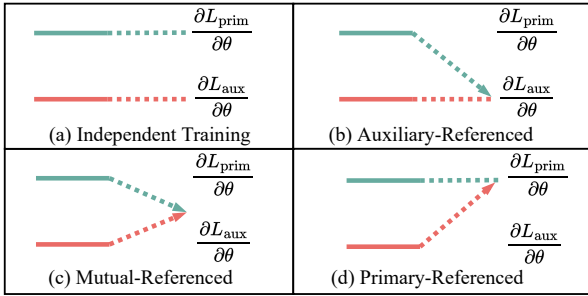 ∂L_prim/∂θ
∂L_aux/∂θ
(a) Independent Training
∂L_prim/∂θ
∂L_aux/∂θ
(b) Auxiliary-Referenced
∂L_prim/∂θ
∂L_aux/∂θ
(c) Mutual-Referenced
∂L_prim/∂θ
∂L_aux/∂θ
(d) Primary-Referenced